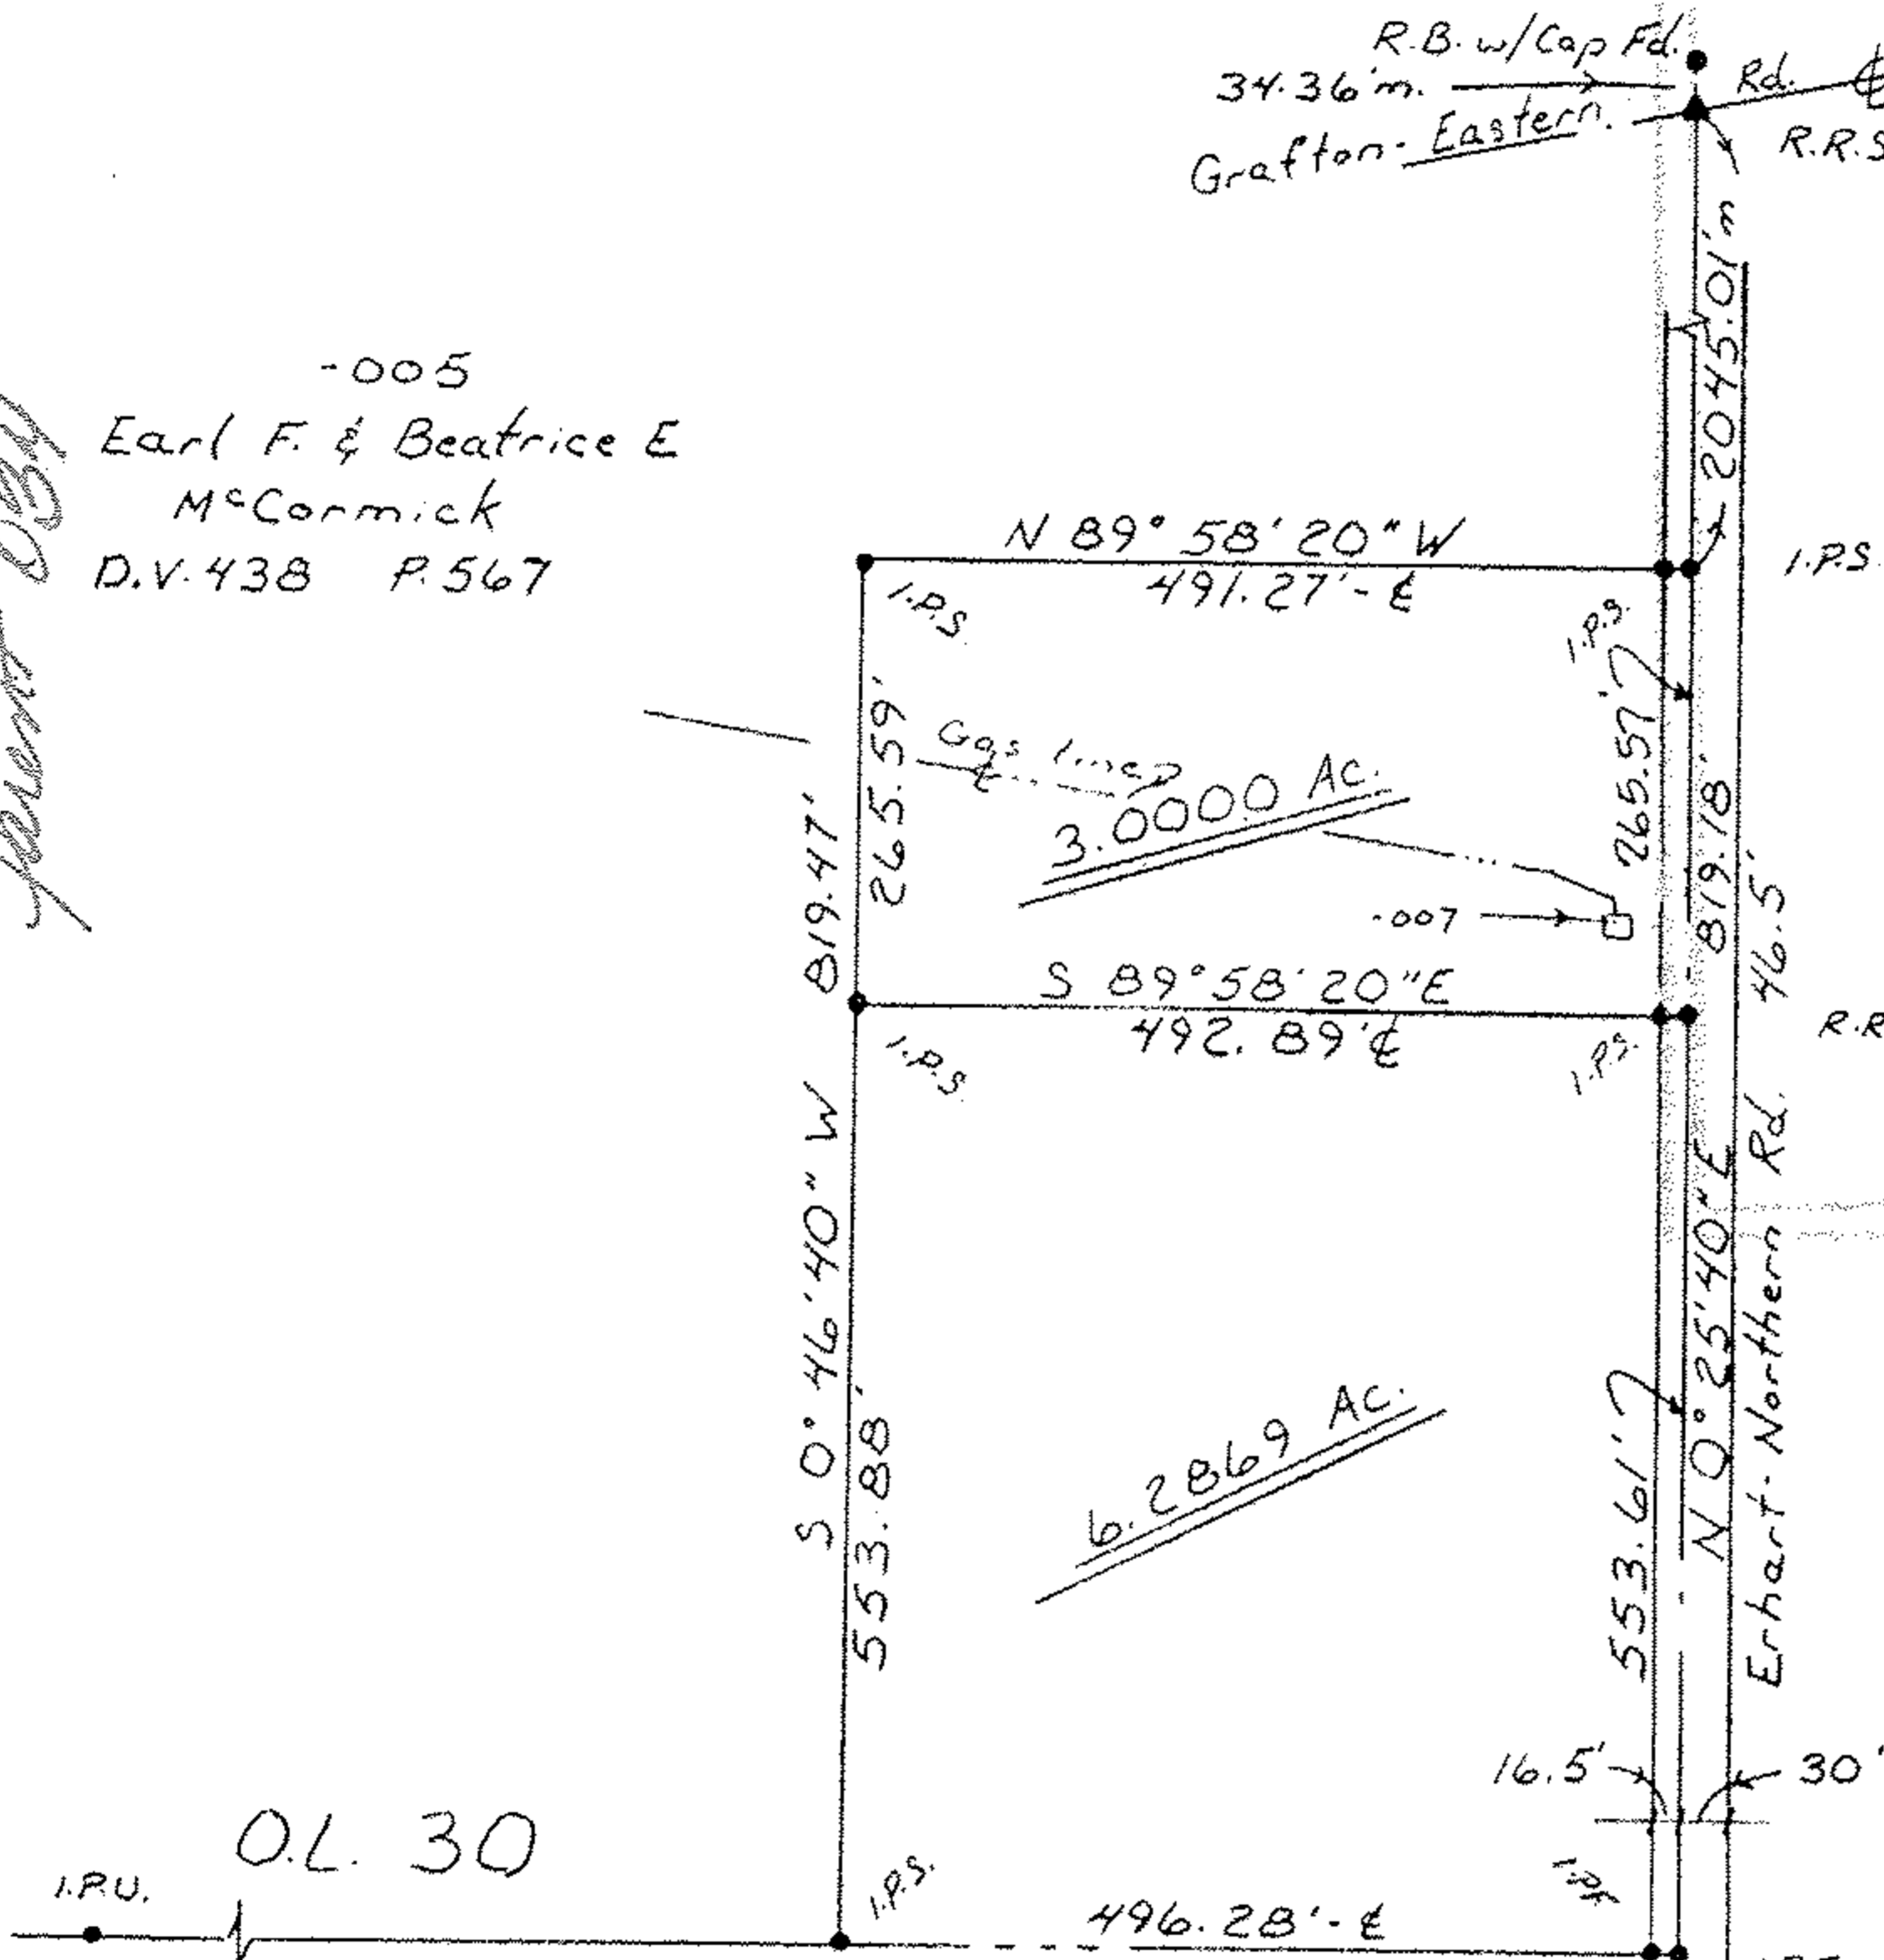 R.B. w/Cap Fd.
34.36'm.
Rd. ℄
Grafton-Eastern.
R.R.S
2045.01'm
-005
Earl F. & Beatrice E
McCormick
D.V. 438 P. 567
N 89° 58' 20" W
491.27'-℄
I.P.S.
I.P.S
I.P.S.
265.59'
819.47'
Gas line
℄
3.0000 Ac.
265.57'
819.18'
46.5'
-007
S 89° 58' 20" E
492.89'℄
I.P.S
I.P.S.
R.R
S 0° 46' 40" W
553.88'
6.2869 Ac.
553.61'
N 0° 25' 40" E
Erhart-Northern Rd.
16.5'
30'
O.L. 30
I.P.U.
I.P.S.
I.P.F
496.28'-℄